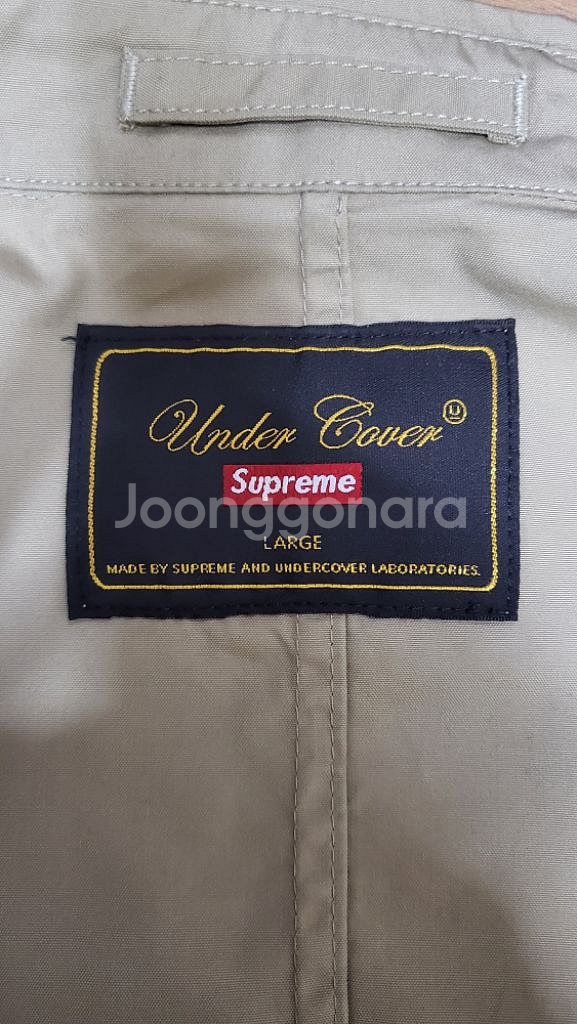 Under Cover®
Supreme
Joonggonara
LARGE
MADE BY SUPREME AND UNDERCOVER LABORATORIES.